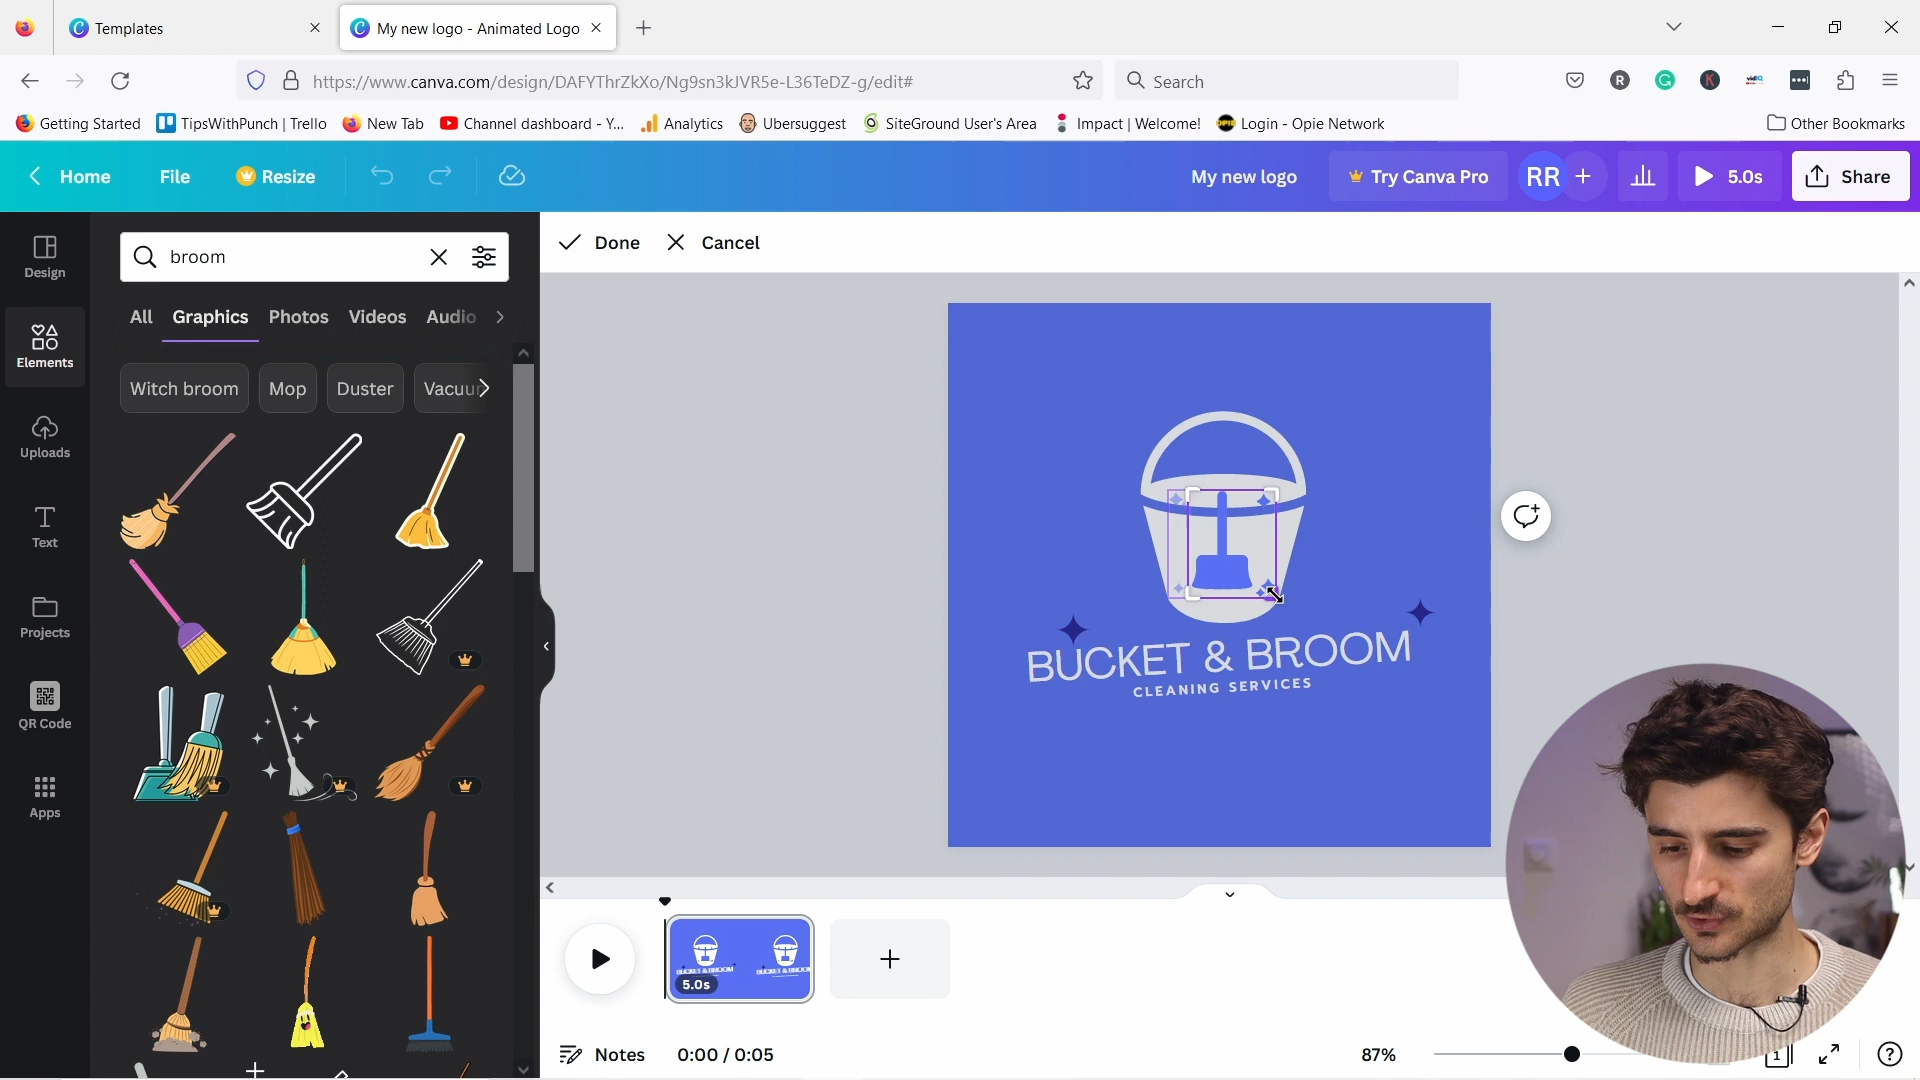 Templates
My new logo - Animated Logo
https://www.canva.com/design/DAFYThrZkXo/Ng9sn3kJVR5e-L36TeDZ-g/edit#
Search
Getting Started
TipsWithPunch | Trello
New Tab
Channel dashboard - Y...
Analytics
Ubersuggest
SiteGround User's Area
Impact | Welcome!
Login - Opie Network
Other Bookmarks
Home
File
Resize
My new logo
Try Canva Pro
RR
5.0s
Share
Design
Elements
Uploads
Text
Projects
QR Code
Apps
broom
All
Graphics
Photos
Videos
Audio
Witch broom
Mop
Duster
Done
Cancel
BUCKET & BROOM
CLEANING SERVICES
BUCKET & BROOM
5.0s
Notes
0:00 / 0:05
87%
1